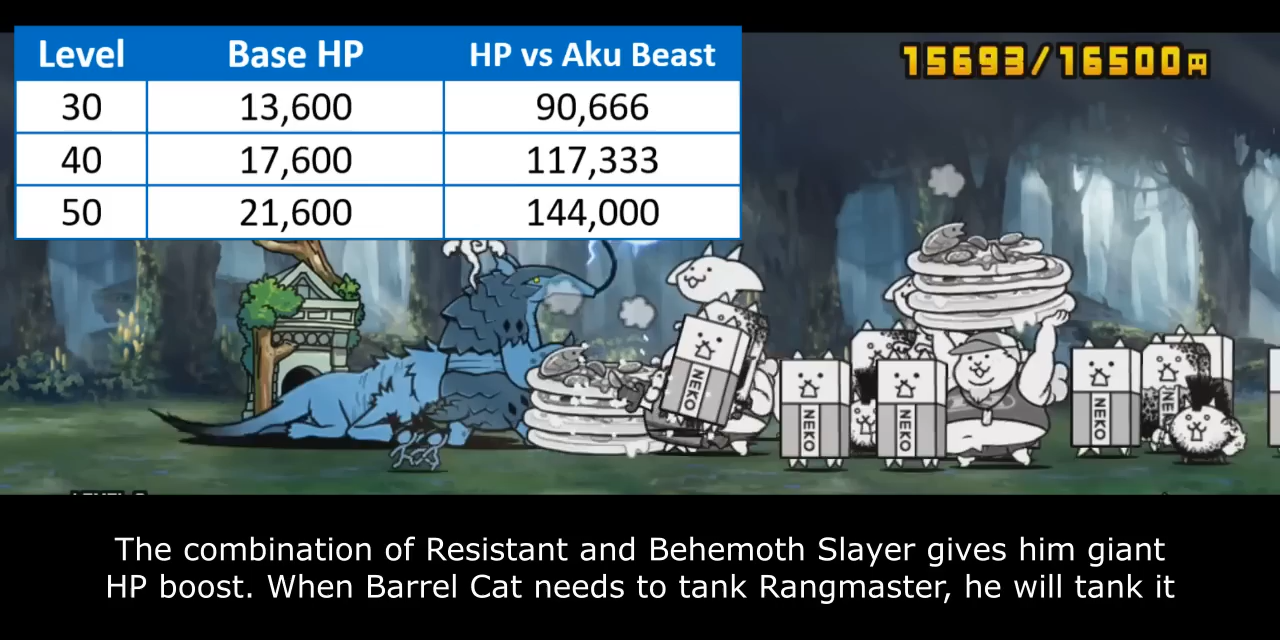 Level Base HP HP vs Aku Beast
30 13,600 90,666
40 17,600 117,333
50 21,600 144,000
15693/16500円
NEKO
NEKO
NEKO
NEKO
The combination of Resistant and Behemoth Slayer gives him giant
HP boost. When Barrel Cat needs to tank Rangmaster, he will tank it